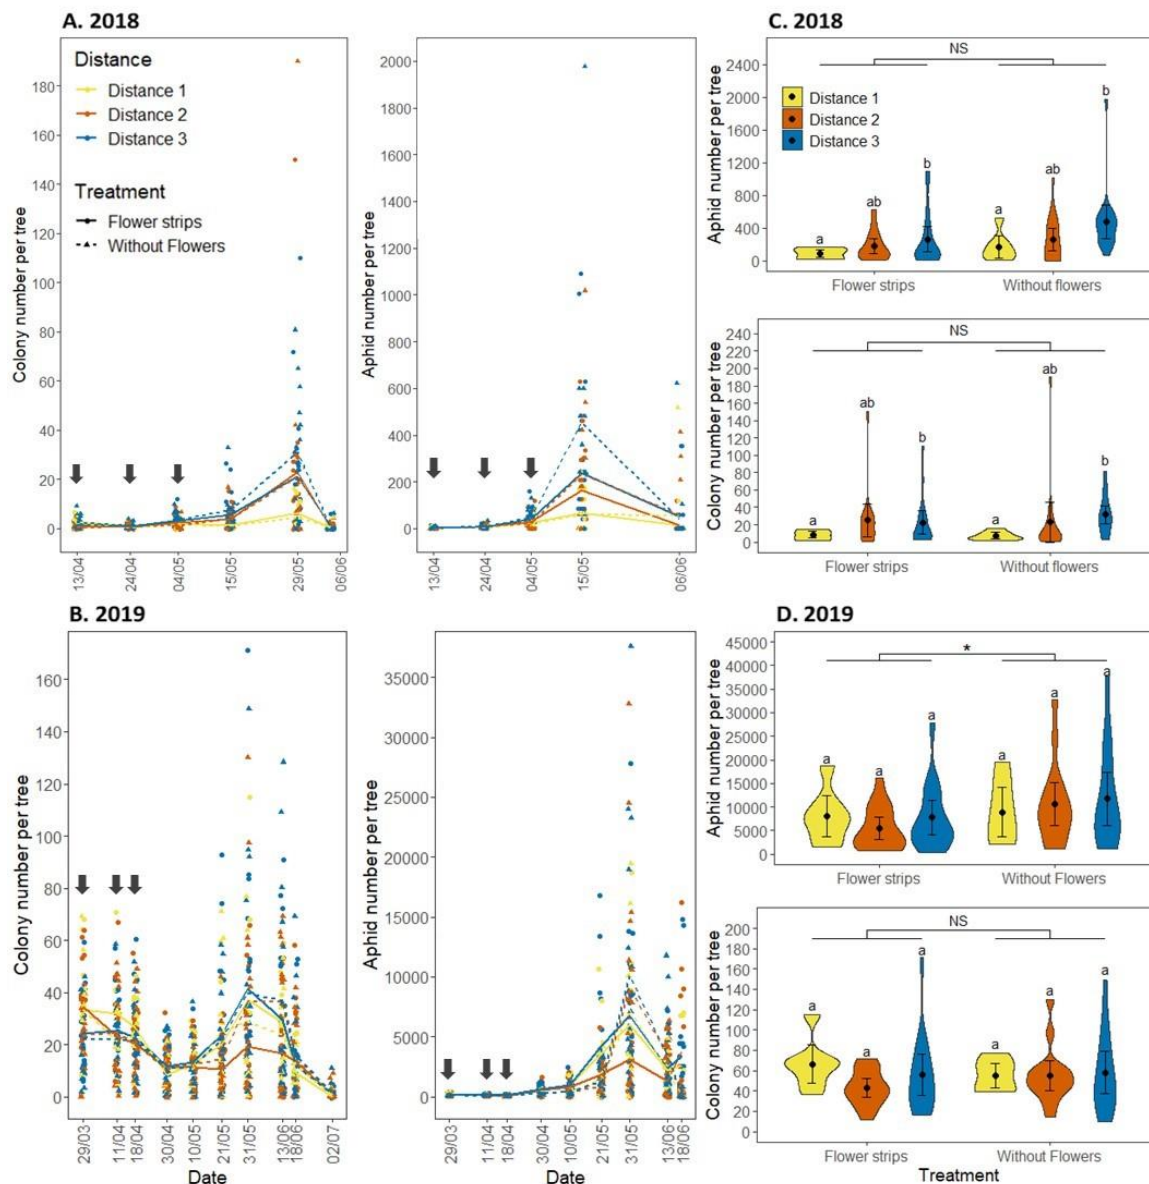 A. 2018
Colony number per tree
180
160
140
120
100
80
60
40
20
0
Distance
Distance 1
Distance 2
Distance 3
Treatment
Flower strips
Without Flowers
13/04
24/04
04/05
15/05
29/05
06/06
Aphid number per tree
2000
1800
1600
1400
1200
1000
800
600
400
200
0
13/04
24/04
04/05
15/05
06/06
C. 2018
Aphid number per tree
2400
2000
1600
1200
800
400
0
NS
Distance 1
Distance 2
Distance 3
a
ab
b
a
ab
b
Flower strips
Without flowers
Colony number per tree
240
220
200
180
160
140
120
100
80
60
40
20
0
NS
a
ab
b
a
ab
b
Flower strips
Without flowers
B. 2019
Colony number per tree
160
140
120
100
80
60
40
20
0
29/03
11/04
18/04
30/04
10/05
21/05
31/05
13/06
18/06
02/07
Date
Aphid number per tree
35000
30000
25000
20000
15000
10000
5000
0
29/03
11/04
18/04
30/04
10/05
21/05
31/05
13/06
18/06
Date
D. 2019
Aphid number per tree
45000
40000
35000
30000
25000
20000
15000
10000
5000
0
*
a
a
a
a
a
a
Flower strips
Without Flowers
Colony number per tree
200
180
160
140
120
100
80
60
40
20
0
NS
a
a
a
a
a
a
Flower strips
Without Flowers
Treatment